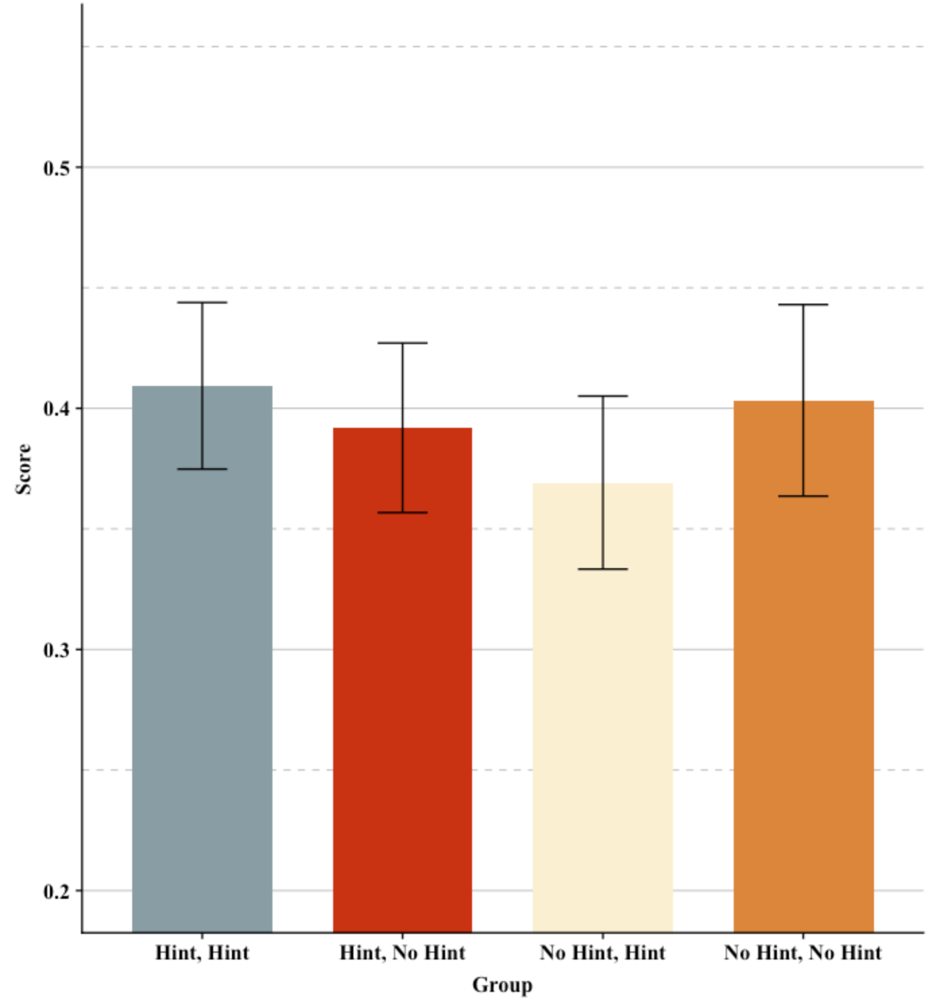 0.5
0.4
0.3
0.2
Score
Hint, Hint
Hint, No Hint
No Hint, Hint
No Hint, No Hint
Group